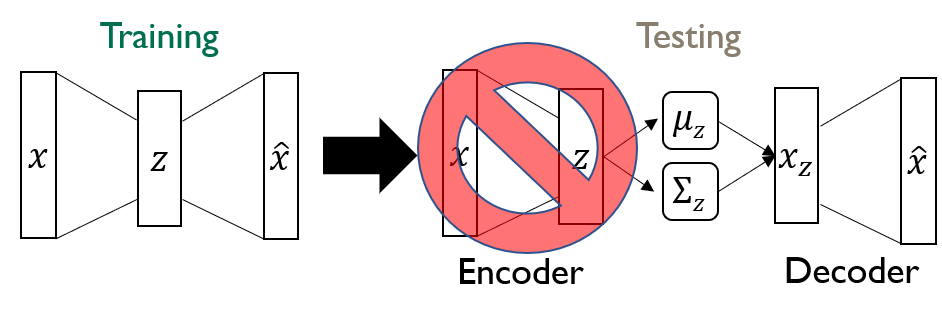 Training
Testing
x
z
x̂
x
z
μ_z
Σ_z
x_z
x̂
Encoder
Decoder